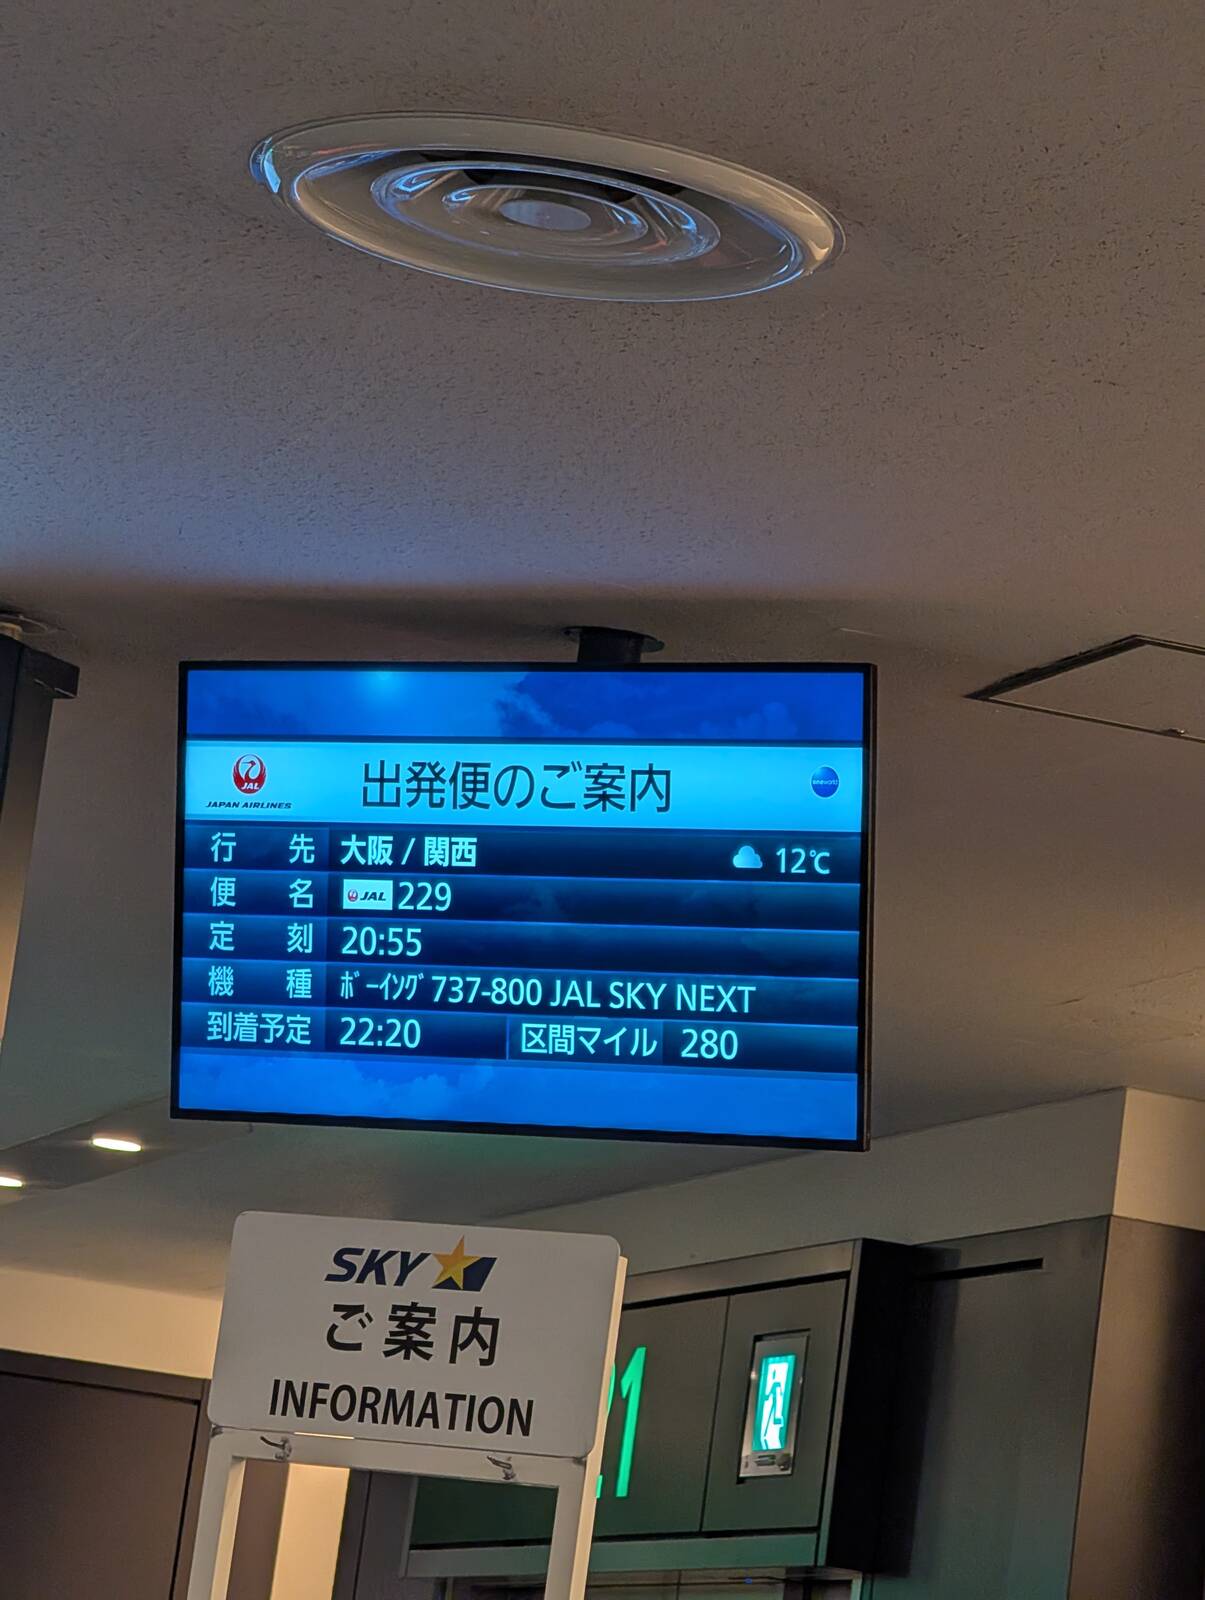 JAL
JAPAN AIRLINES
出発便のご案内
oneworld
行先 大阪 / 関西 12℃
便名 JAL 229
定刻 20:55
機種 ﾎﾞｰｲﾝｸﾞ 737-800 JAL SKY NEXT
到着予定 22:20 区間マイル 280
SKY
ご案内
INFORMATION
21